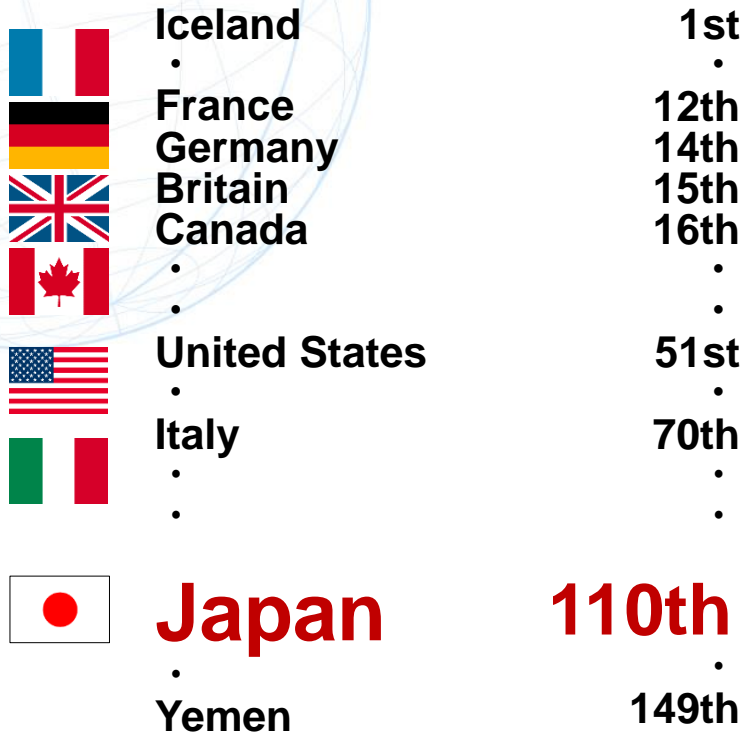 Iceland 1st
・ ・
France 12th
Germany 14th
Britain 15th
Canada 16th
・ ・
・ ・
United States 51st
・ ・
Italy 70th
・ ・
・ ・
Japan 110th
・ ・
Yemen 149th